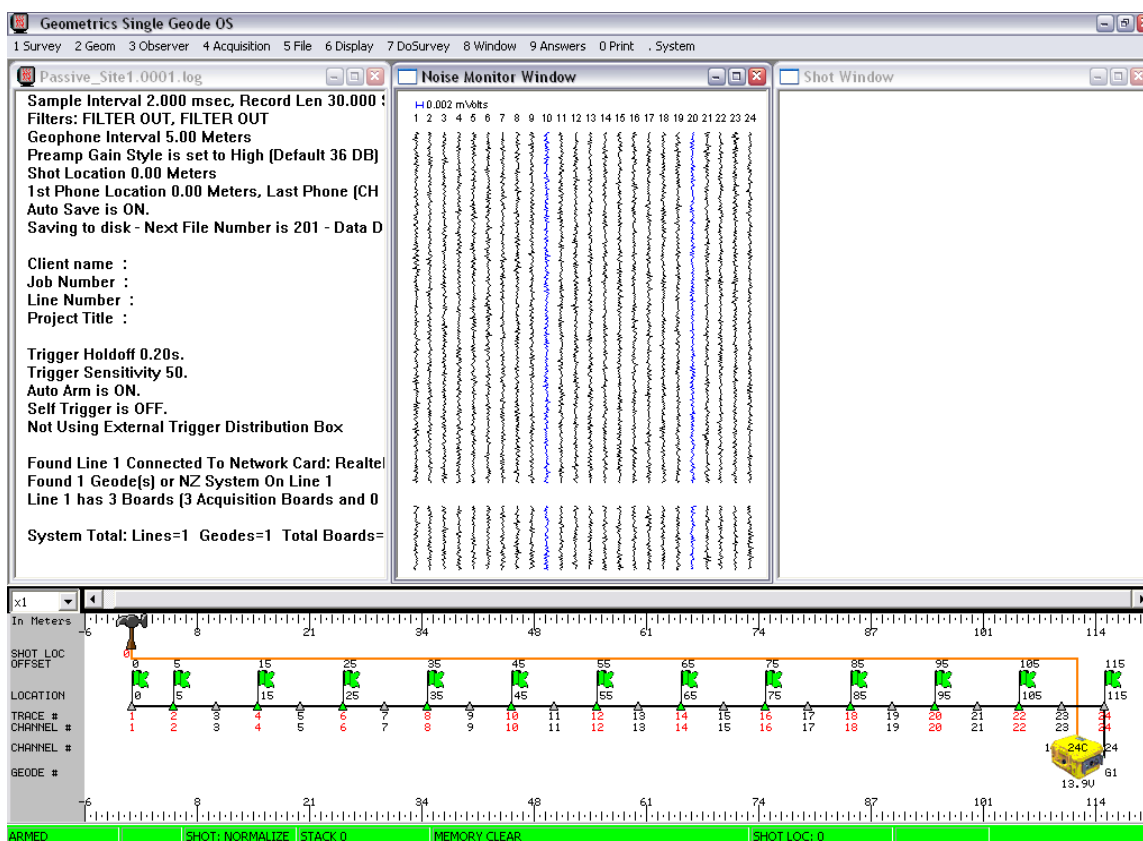 Geometrics Single Geode OS
1 Survey 2 Geom 3 Observer 4 Acquisition 5 File 6 Display 7 DoSurvey 8 Window 9 Answers 0 Print . System
Passive_Site1.0001.log
Sample Interval 2.000 msec, Record Len 30.000
Filters: FILTER OUT, FILTER OUT
Geophone Interval 5.00 Meters
Preamp Gain Style is set to High (Default 36 DB)
Shot Location 0.00 Meters
1st Phone Location 0.00 Meters, Last Phone (CH
Auto Save is ON.
Saving to disk - Next File Number is 201 - Data D
Client name :
Job Number :
Line Number :
Project Title :
Trigger Holdoff 0.20s.
Trigger Sensitivity 50.
Auto Arm is ON.
Self Trigger is OFF.
Not Using External Trigger Distribution Box
Found Line 1 Connected To Network Card: Realte
Found 1 Geode(s) or NZ System On Line 1
Line 1 has 3 Boards (3 Acquisition Boards and 0
System Total: Lines=1 Geodes=1 Total Boards=
Noise Monitor Window
0.002 mVolts
1 2 3 4 5 6 7 8 9 10 11 12 13 14 15 16 17 18 19 20 21 22 23 24
Shot Window
x1
In Meters
-6 8 21 34 48 61 74 87 101 114
SHOT LOC
0
OFFSET
0 5 15 25 35 45 55 65 75 85 95 105 115
LOCATION
0 5 15 25 35 45 55 65 75 85 95 105 115
TRACE #
1 2 3 4 5 6 7 8 9 10 11 12 13 14 15 16 17 18 19 20 21 22 23 24
CHANNEL #
1 2 3 4 5 6 7 8 9 10 11 12 13 14 15 16 17 18 19 20 21 22 23 24
CHANNEL #
1 24C 24
GEODE #
G1
13.9V
-6 8 21 34 48 61 74 87 101 114
ARMED SHOT: NORMALIZE STACK 0 MEMORY CLEAR SHOT LOC: 0